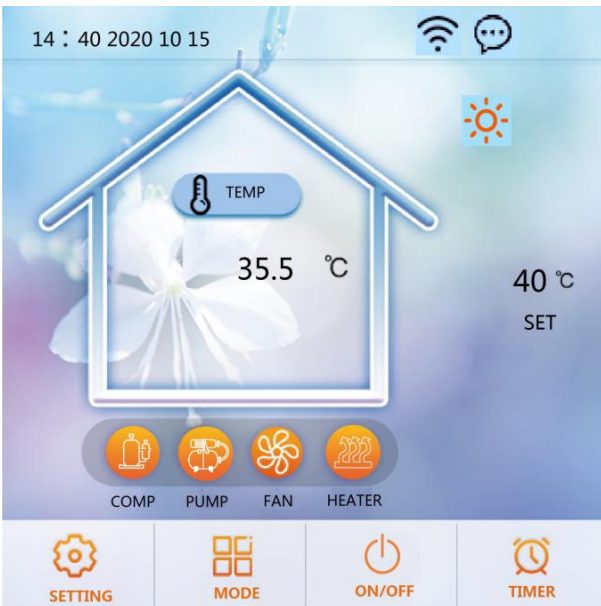 14：40 2020 10 15
TEMP
35.5 ℃
40 ℃
SET
COMP PUMP FAN HEATER
SETTING MODE ON/OFF TIMER